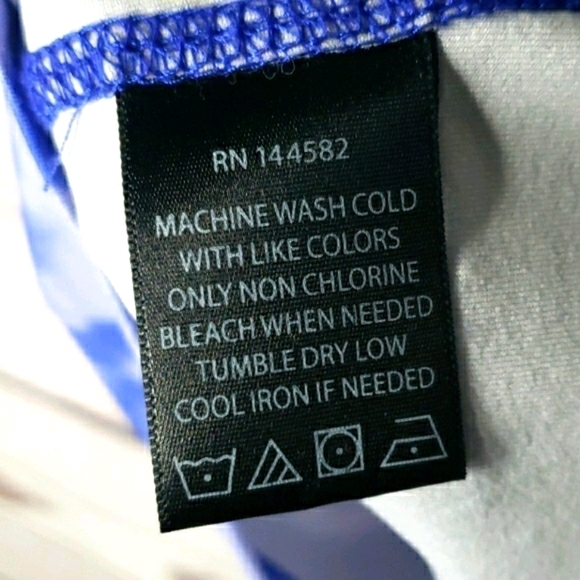 RN 144582
MACHINE WASH COLD
WITH LIKE COLORS
ONLY NON CHLORINE
BLEACH WHEN NEEDED
TUMBLE DRY LOW
COOL IRON IF NEEDED